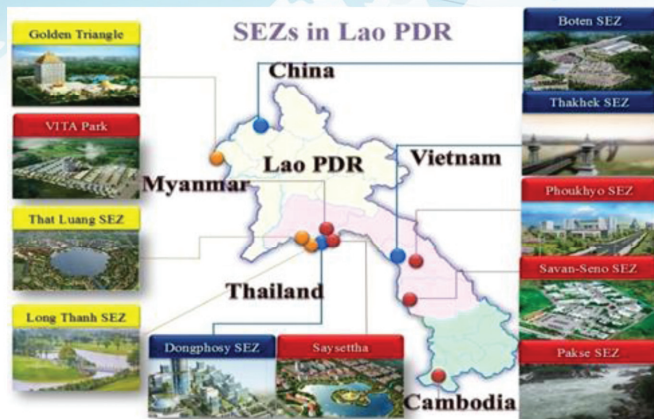 SEZs in Lao PDR
Golden Triangle
VITA Park
That Luang SEZ
Long Thanh SEZ
China
Lao PDR
Myanmar
Vietnam
Thailand
Cambodia
Dongphosy SEZ
Saysettha
Boten SEZ
Thakhek SEZ
Phoukhyo SEZ
Savan-Seno SEZ
Pakse SEZ